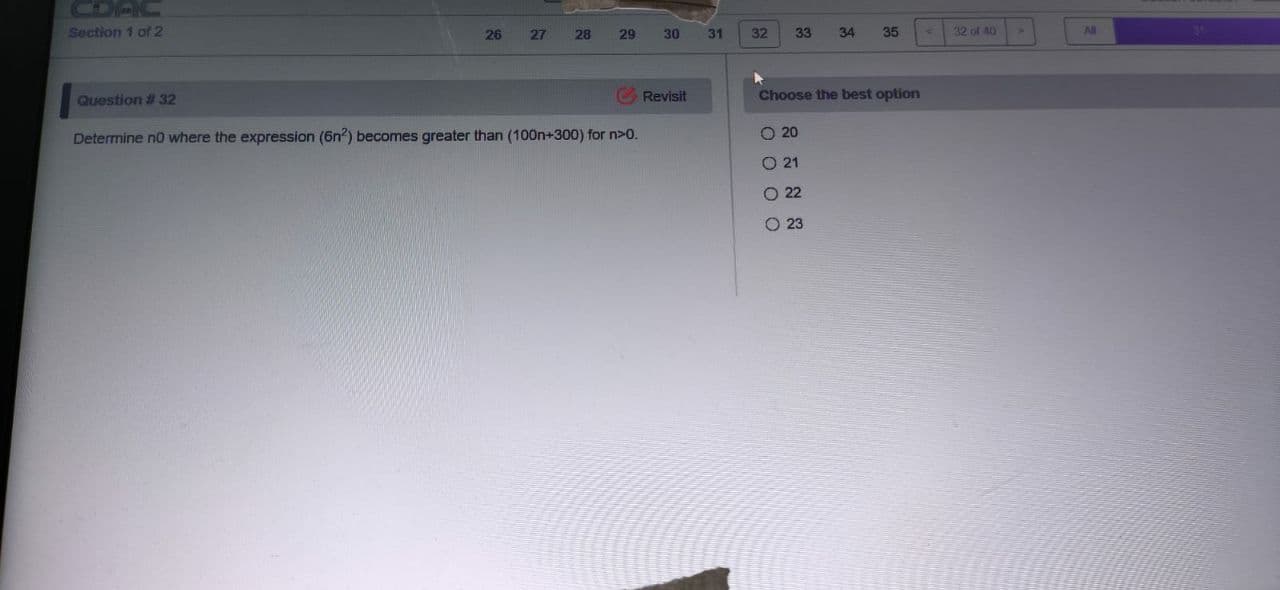 CDAC
Section 1 of 2
26 27 28 29 30 31 32 33 34 35 < 32 of 40 > All
Question # 32 Revisit
Choose the best option
Determine n0 where the expression (6n²) becomes greater than (100n+300) for n>0.
20
21
22
23